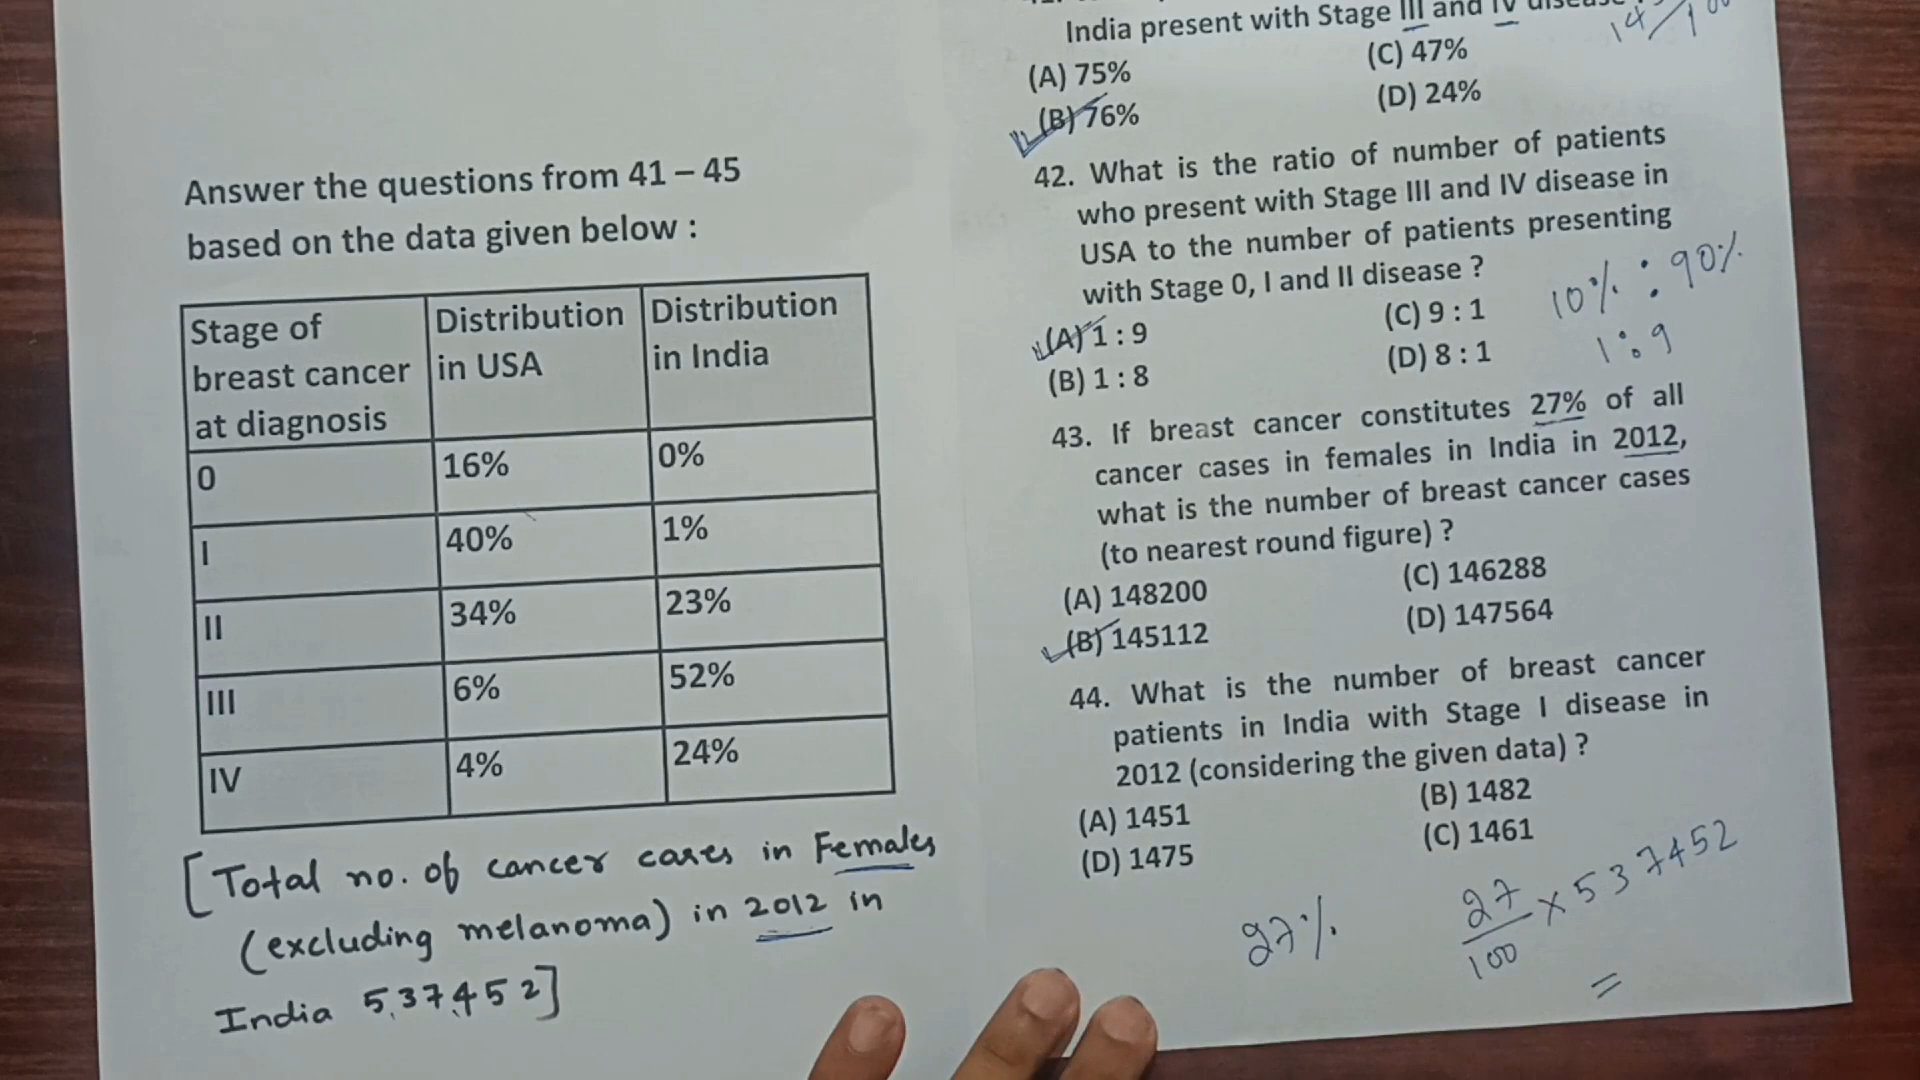 Answer the questions from 41 – 45
based on the data given below :
Stage of breast cancer at diagnosis | Distribution in USA | Distribution in India
0 | 16% | 0%
I | 40% | 1%
II | 34% | 23%
III | 6% | 52%
IV | 4% | 24%
[Total no. of cancer cases in Females
(excluding melanoma) in 2012 in
India 537452]
India present with Stage III and IV
(A) 75% (C) 47%
(B) 76% (D) 24%
42. What is the ratio of number of patients
who present with Stage III and IV disease in
USA to the number of patients presenting
with Stage 0, I and II disease ?
(A) 1 : 9 (C) 9 : 1
(B) 1 : 8 (D) 8 : 1
10% : 90%
1 : 9
43. If breast cancer constitutes 27% of all
cancer cases in females in India in 2012,
what is the number of breast cancer cases
(to nearest round figure) ?
(A) 148200 (C) 146288
(B) 145112 (D) 147564
44. What is the number of breast cancer
patients in India with Stage I disease in
2012 (considering the given data) ?
(A) 1451 (B) 1482
(D) 1475 (C) 1461
27%
27/100 x 537452
=